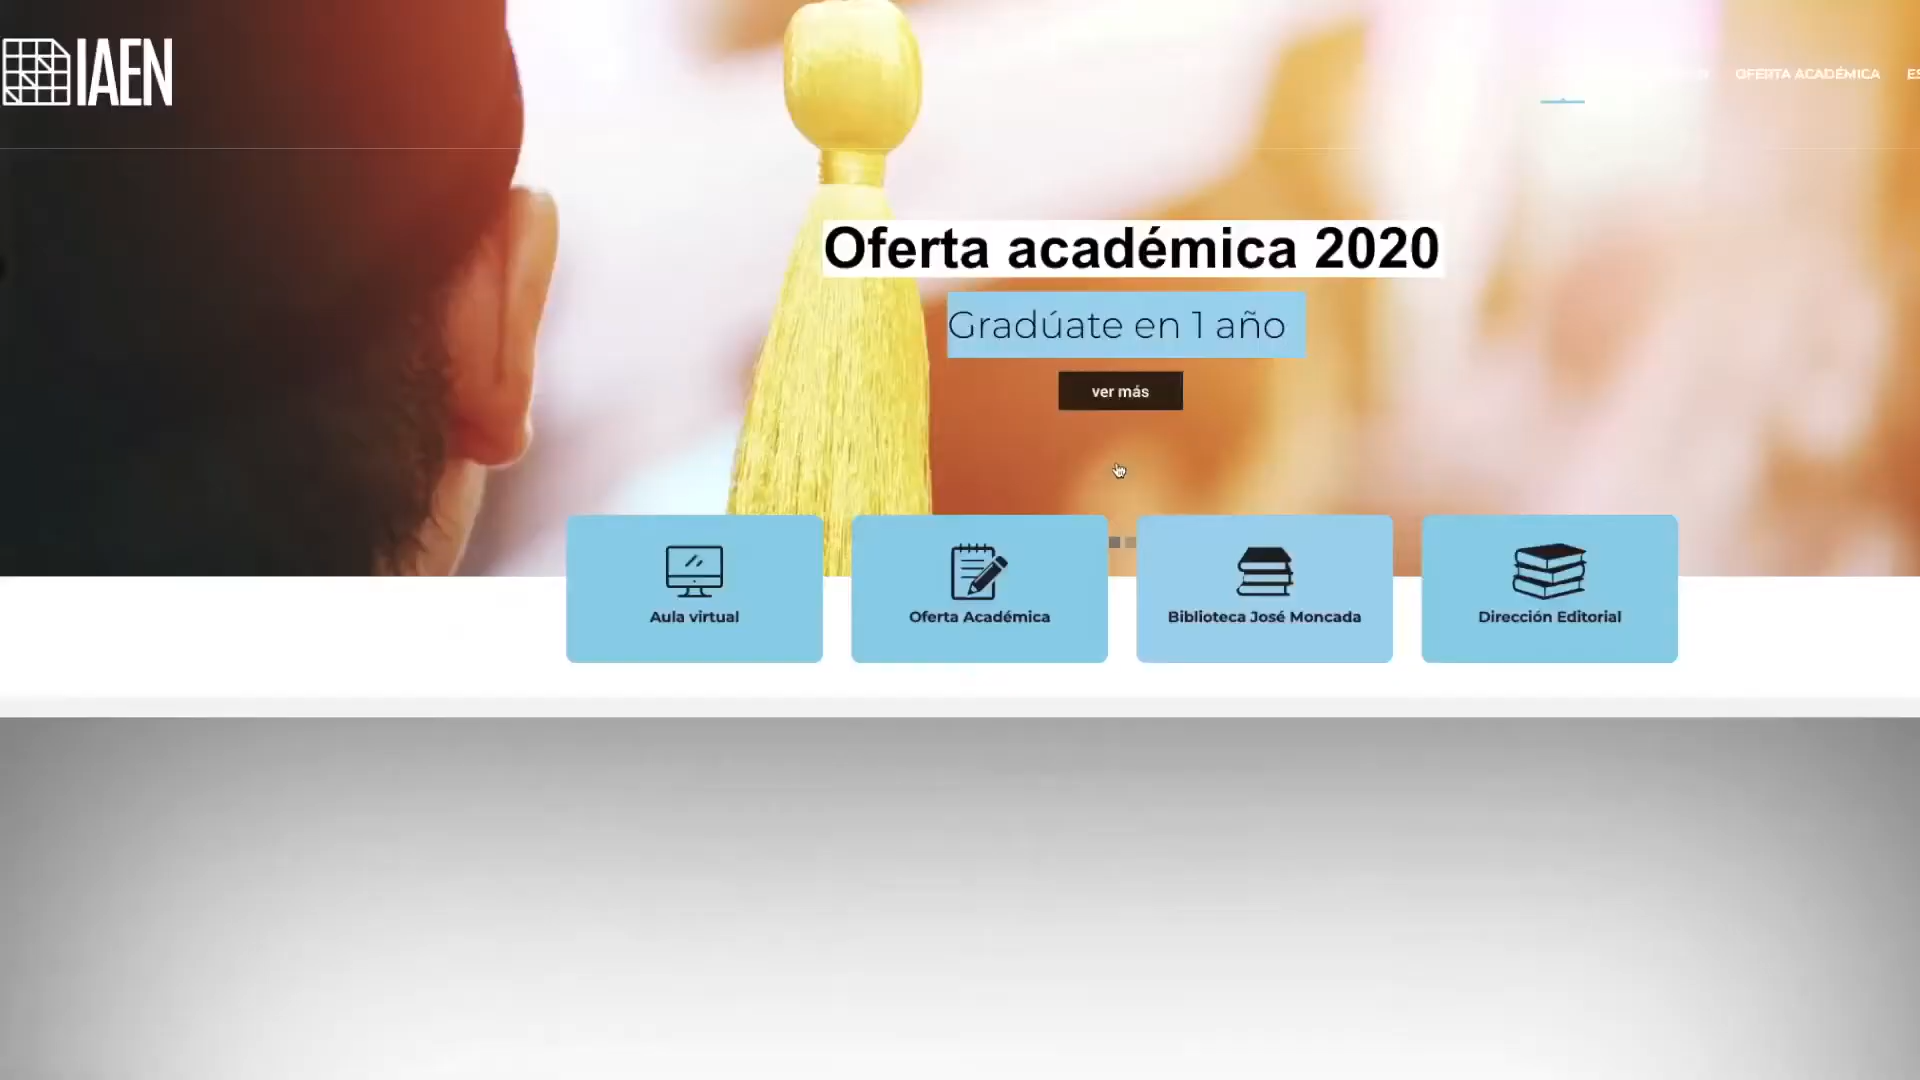 IAEN
OFERTA ACADÉMICA
Oferta académica 2020
Gradúate en 1 año
ver más
Aula virtual
Oferta Académica
Biblioteca José Moncada
Dirección Editorial